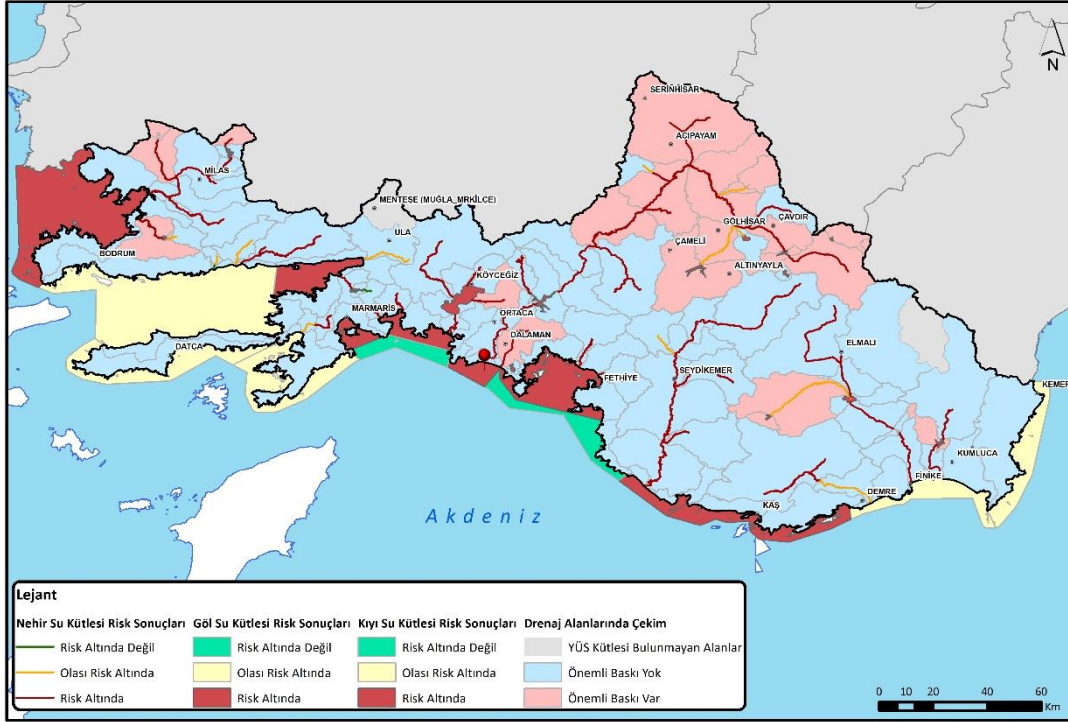 N
SERİNHİSAR
ACIPAYAM
MİLAS
MENTEŞE (MUĞLA_MRKİLCE)
ULA
GÖLHİSAR
ÇAVDIR
BODRUM
ÇAMELİ
KÖYCEĞİZ
ALTINYAYLA
MARMARİS
ORTACA
DALAMAN
ELMALI
DATÇA
FETHİYE
SEYDİKEMER
KEMER
KUMLUCA
FİNİKE
DEMRE
KAŞ
Akdeniz
Lejant
Nehir Su Kütlesi Risk Sonuçları Göl Su Kütlesi Risk Sonuçları Kıyı Su Kütlesi Risk Sonuçları Drenaj Alanlarında Çekim
Risk Altında Değil Risk Altında Değil Risk Altında Değil YÜS Kütlesi Bulunmayan Alanlar
Olası Risk Altında Olası Risk Altında Olası Risk Altında Önemli Baskı Yok
Risk Altında Risk Altında Risk Altında Önemli Baskı Var
0 10 20 40 60
Km